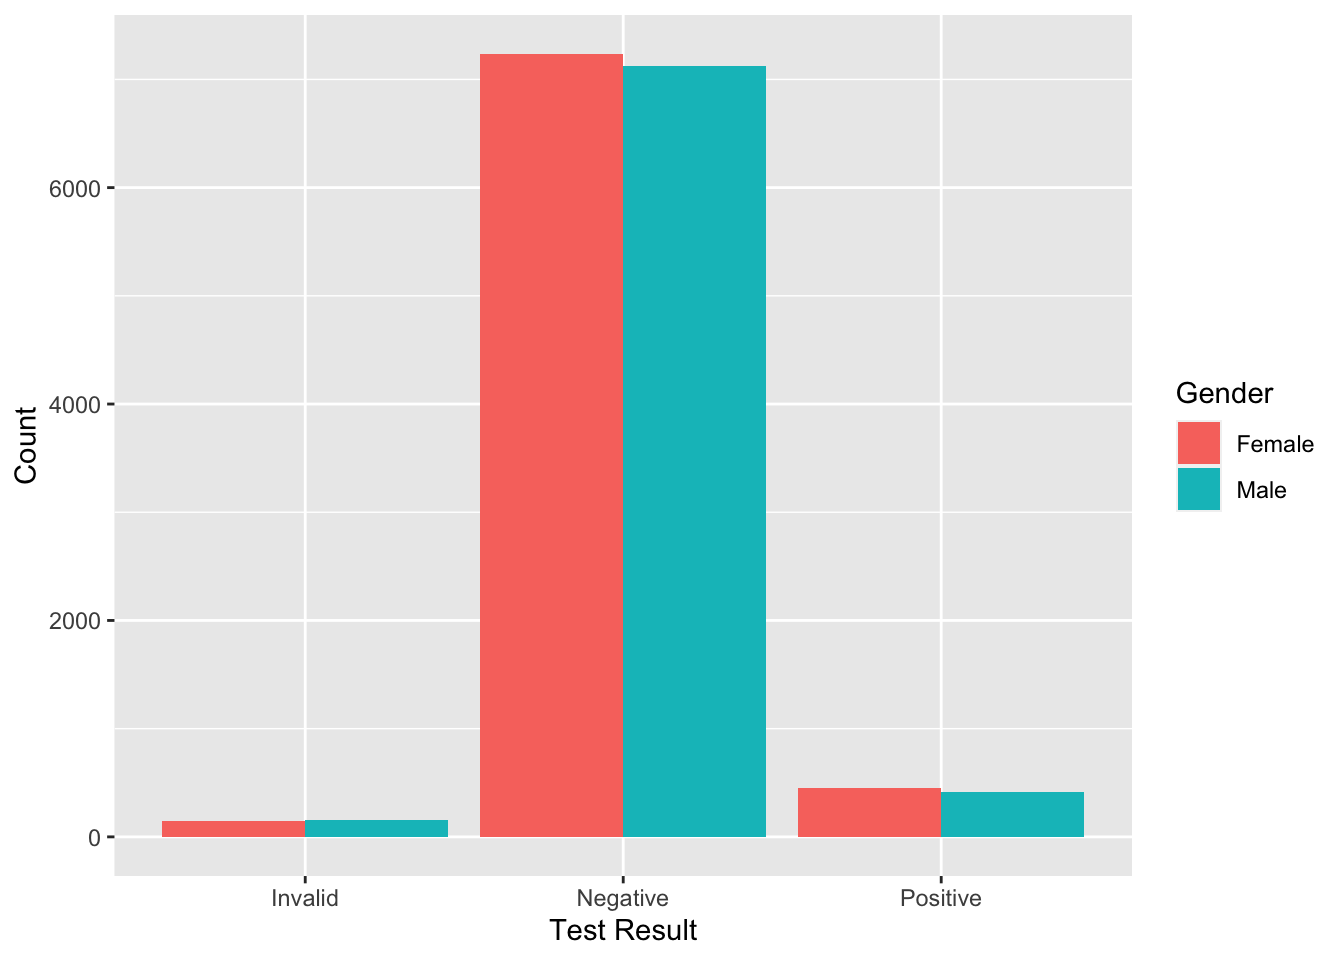 6000
4000
2000
0
Count
Invalid Negative Positive
Test Result
Gender
Female
Male